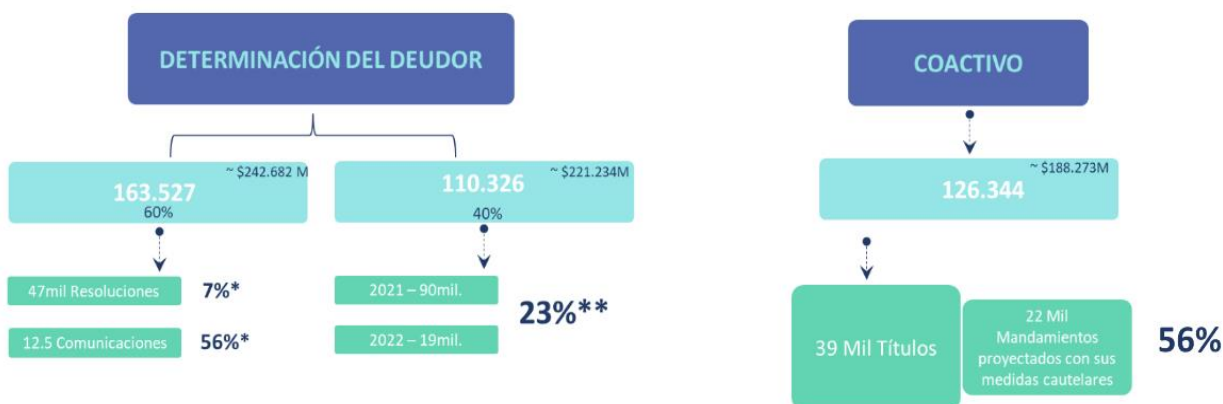 DETERMINACIÓN DEL DEUDOR
~ $242.682 M
163.527
60%
~ $221.234M
110.326
40%
47mil Resoluciones
7%*
12.5 Comunicaciones
56%*
2021 – 90mil.
2022 – 19mil.
23%**
COACTIVO
~ $188.273M
126.344
39 Mil Títulos
22 Mil
Mandamientos
proyectados con sus
medidas cautelares
56%